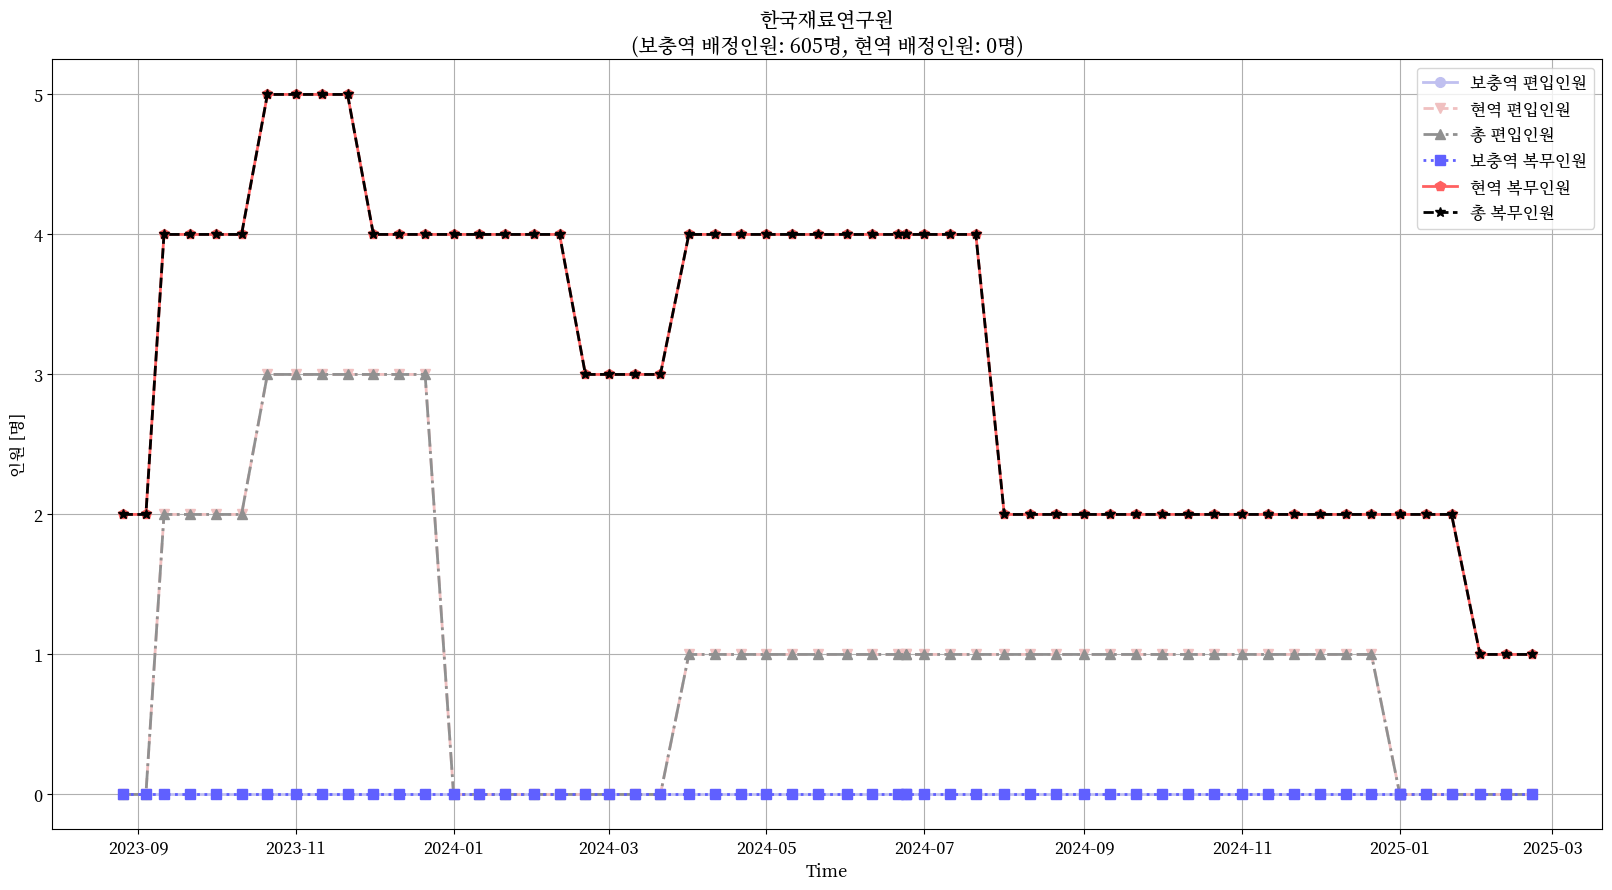 한국재료연구원
(보충역 배정인원: 605명, 현역 배정인원: 0명)
보충역 편입인원
현역 편입인원
총 편입인원
보충역 복무인원
현역 복무인원
총 복무인원
인원 [명]
5
4
3
2
1
0
2023-09
2023-11
2024-01
2024-03
2024-05
2024-07
2024-09
2024-11
2025-01
2025-03
Time